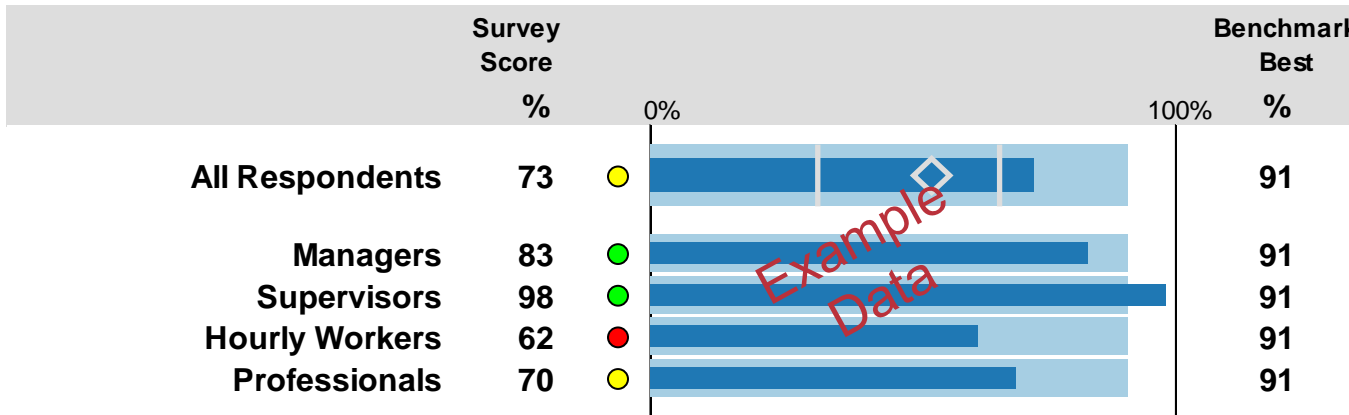 Survey
Score
%
0%
100%
Benchmark
Best
%
All Respondents 73 91
Managers 83 91
Supervisors 98 91
Hourly Workers 62 91
Professionals 70 91
Example
Data